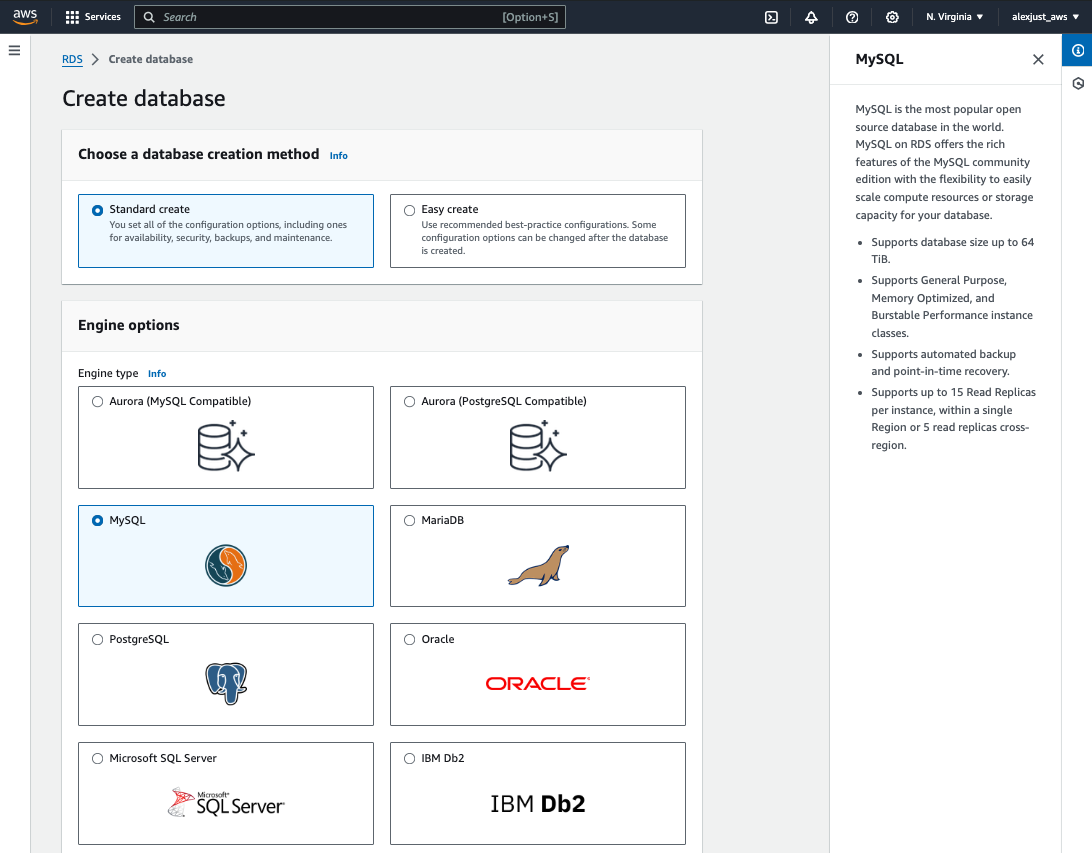 aws
Services
Search [Option+S]
N. Virginia
alexjust_aws
RDS
Create database
Create database
Choose a database creation method Info
Standard create
You set all of the configuration options, including ones
for availability, security, backups, and maintenance.
Easy create
Use recommended best-practice configurations. Some
configuration options can be changed after the database
is created.
Engine options
Engine type Info
Aurora (MySQL Compatible)
Aurora (PostgreSQL Compatible)
MySQL
MariaDB
PostgreSQL
Oracle
ORACLE®
Microsoft SQL Server
Microsoft®
SQL Server
IBM Db2
IBM Db2
MySQL
MySQL is the most popular open
source database in the world.
MySQL on RDS offers the rich
features of the MySQL community
edition with the flexibility to easily
scale compute resources or storage
capacity for your database.
• Supports database size up to 64
TiB.
• Supports General Purpose,
Memory Optimized, and
Burstable Performance instance
classes.
• Supports automated backup
and point-in-time recovery.
• Supports up to 15 Read Replicas
per instance, within a single
Region or 5 read replicas cross-
region.